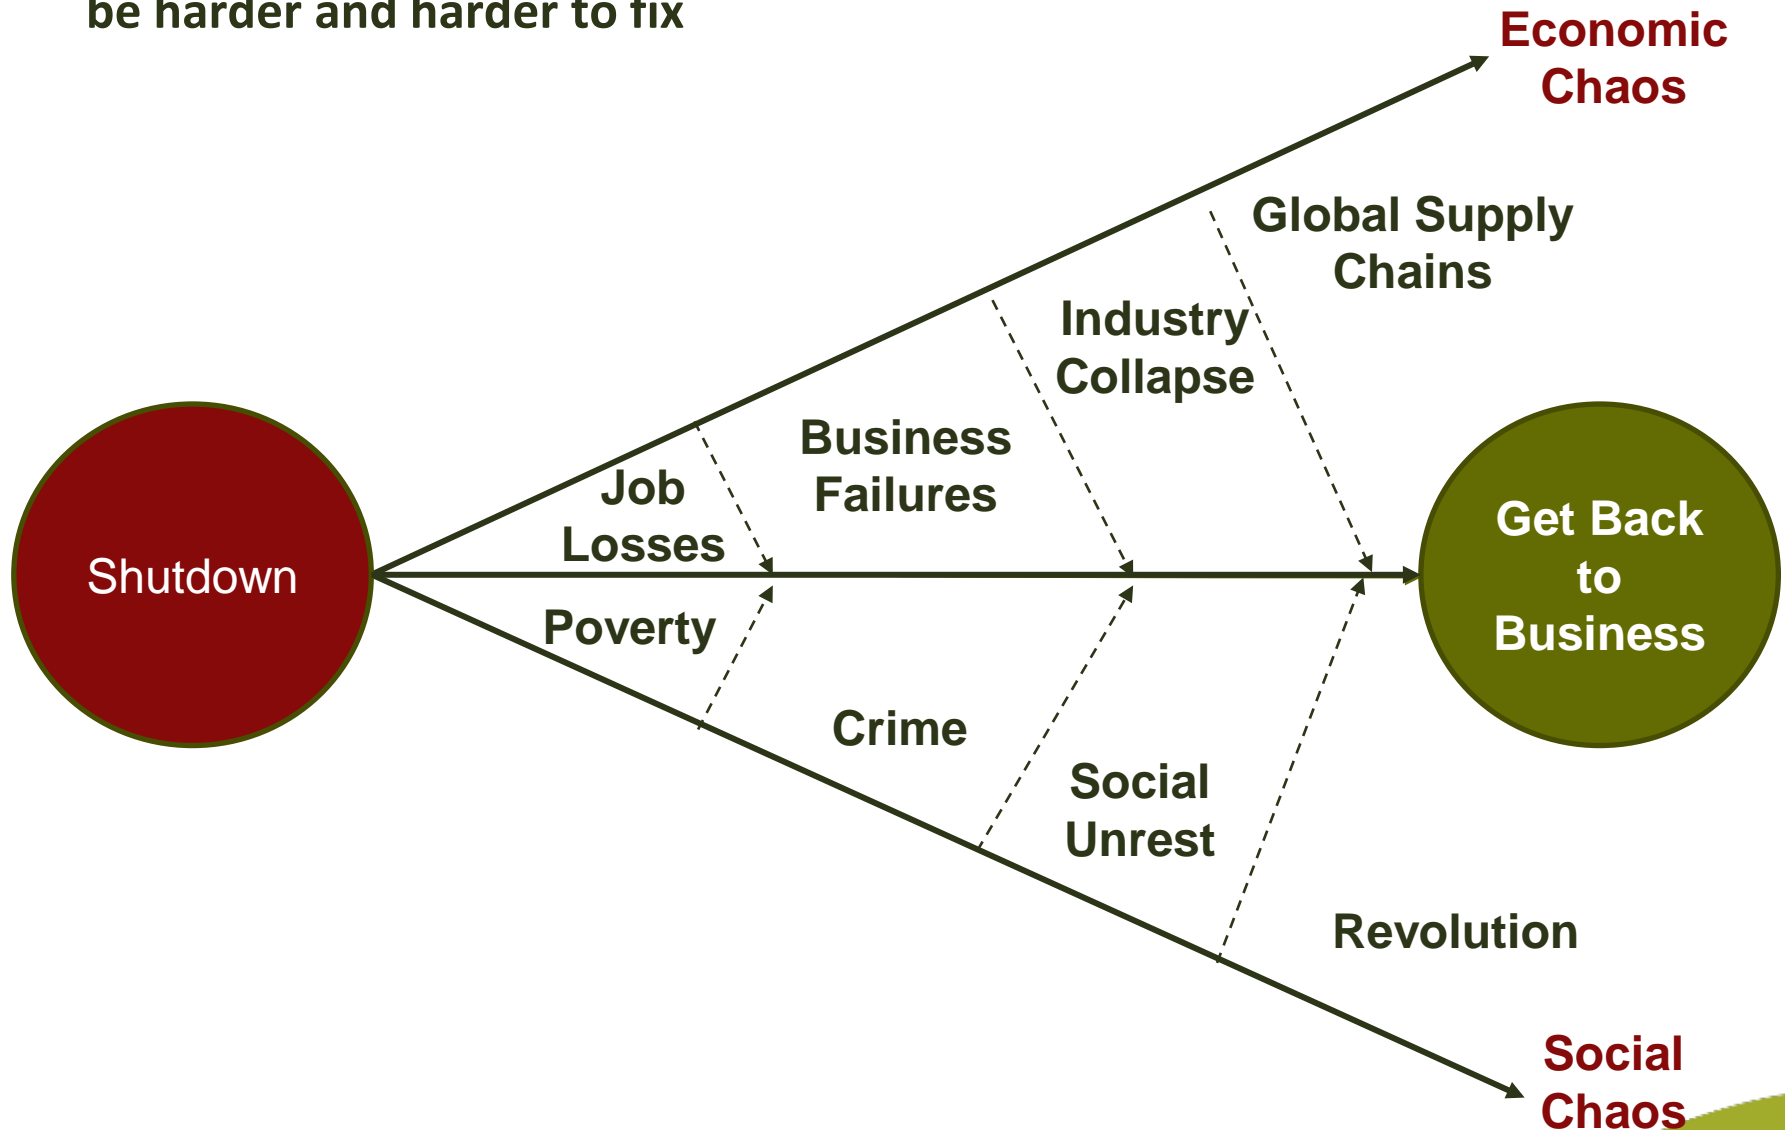 be harder and harder to fix
Economic
Chaos
Global Supply
Chains
Industry
Collapse
Business
Failures
Job
Losses
Shutdown
Get Back
to
Business
Poverty
Crime
Social
Unrest
Revolution
Social
Chaos